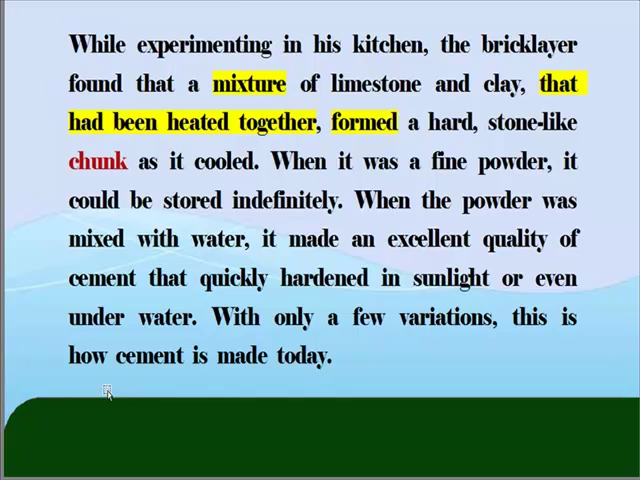 While experimenting in his kitchen, the bricklayer
found that a mixture of limestone and clay, that
had been heated together, formed a hard, stone-like
chunk as it cooled. When it was a fine powder, it
could be stored indefinitely. When the powder was
mixed with water, it made an excellent quality of
cement that quickly hardened in sunlight or even
under water. With only a few variations, this is
how cement is made today.